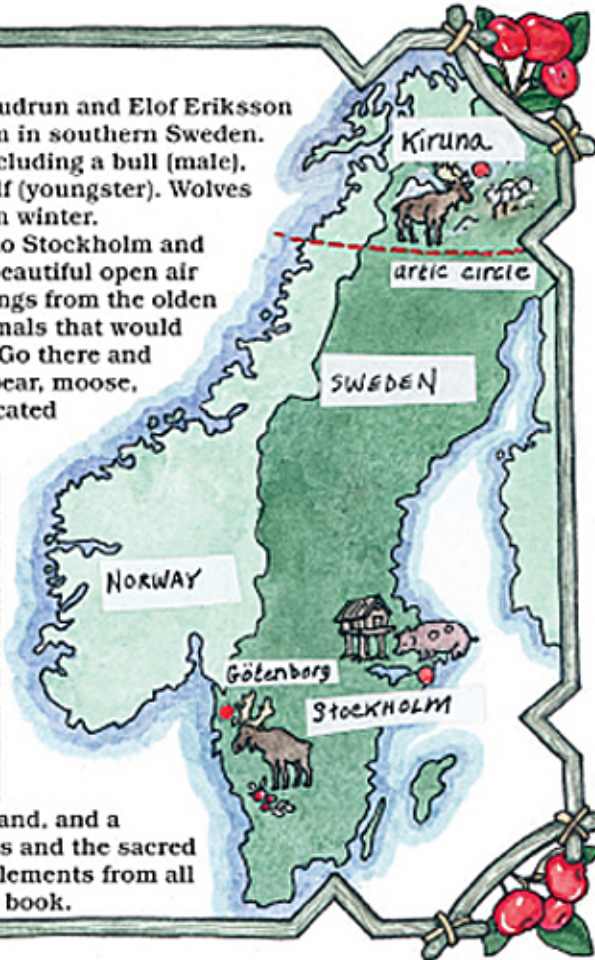 udrun and Elof Eriksson
n in southern Sweden.
cluding a bull (male),
lf (youngster). Wolves
n winter.
o Stockholm and
eautiful open air
ngs from the olden
nals that would
Go there and
bear, moose,
cated
Kiruna
artic circle
SWEDEN
NORWAY
Götenborg
STOCKHOLM
and, and a
s and the sacred
lements from all
book.